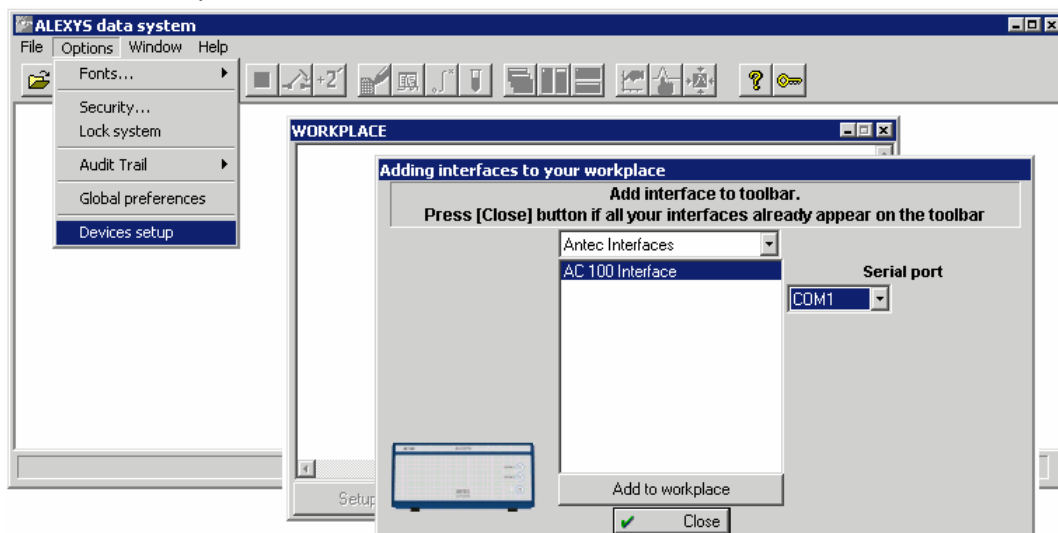 ALEXYS data system
File Options Window Help
Fonts...
Security...
Lock system
Audit Trail
Global preferences
Devices setup
+2
WORKPLACE
Adding interfaces to your workplace
Add interface to toolbar.
Press [Close] button if all your interfaces already appear on the toolbar
Antec Interfaces
AC 100 Interface
Serial port
COM1
Add to workplace
Setup
Close